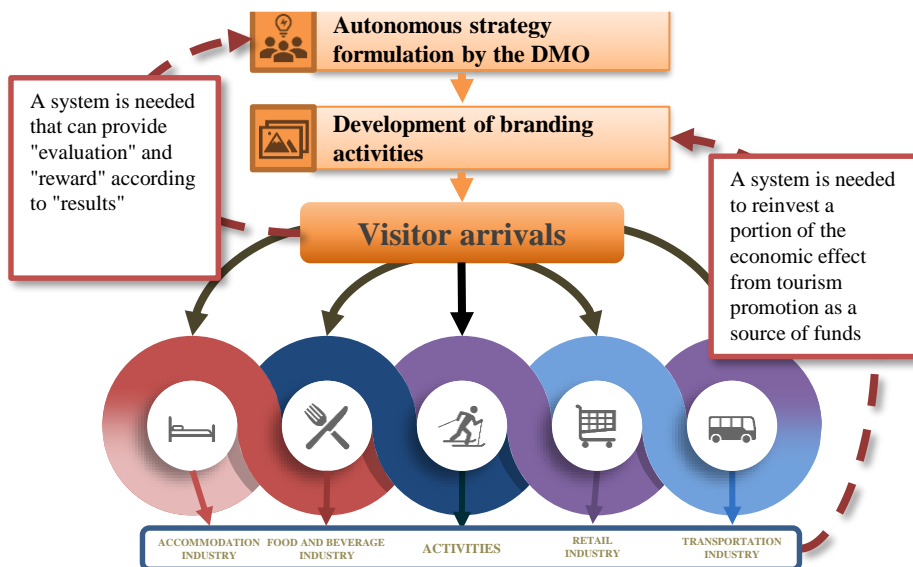 Autonomous strategy
formulation by the DMO
A system is needed
that can provide
"evaluation" and
"reward" according
to "results"
Development of branding
activities
A system is needed
to reinvest a
portion of the
economic effect
from tourism
promotion as a
source of funds
Visitor arrivals
ACCOMMODATION
INDUSTRY
FOOD AND BEVERAGE
INDUSTRY
ACTIVITIES
RETAIL
INDUSTRY
TRANSPORTATION
INDUSTRY